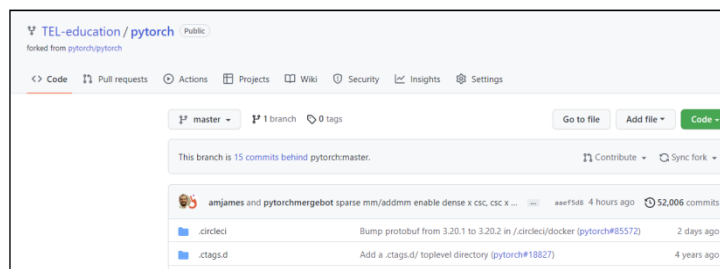 TEL-education / pytorch Public
forked from pytorch/pytorch
<> Code Pull requests Actions Projects Wiki Security Insights Settings
master 1 branch 0 tags Go to file Add file Code
This branch is 15 commits behind pytorch:master. Contribute Sync fork
amjames and pytorchmergebot sparse mm/addmm enable dense x csc, csc x ... ... aaef5d8 4 hours ago 52,006 commits
.circleci Bump protobuf from 3.20.1 to 3.20.2 in /.circleci/docker (pytorch#85572) 2 days ago
.ctags.d Add a .ctags.d/ toplevel directory (pytorch#18827) 4 years ago